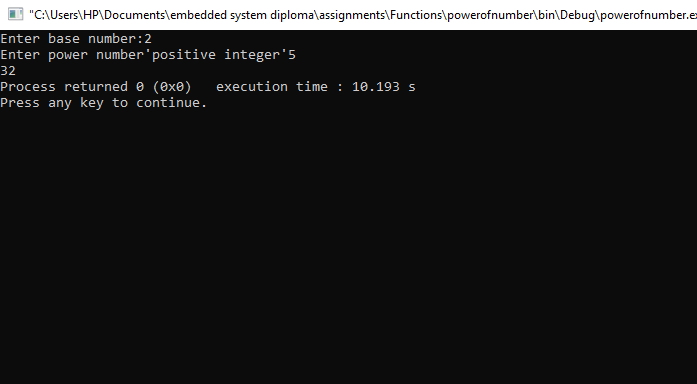 "C:\Users\HP\Documents\embedded system diploma\assignments\Functions\powerofnumber\bin\Debug\powerofnumber.ex
Enter base number:2
Enter power number'positive integer'5
32
Process returned 0 (0x0)   execution time : 10.193 s
Press any key to continue.